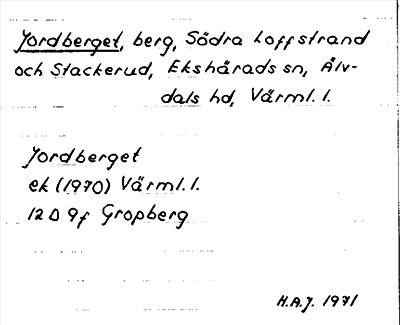 Jordberget, berg, Södra Loffstrand
och Stackerud, Ekshärads sn, Älv-
dals hd, Värml. l.
Jordberget
ek (1970) Värml. l.
12 D 9f Gropberg
H.A.J. 1971